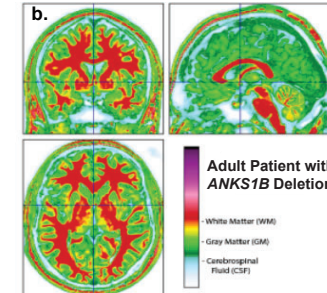 b.
Adult Patient with
ANKS1B Deletion
- White Matter (WM)
- Gray Matter (GM)
- Cerebrospinal
Fluid (CSF)